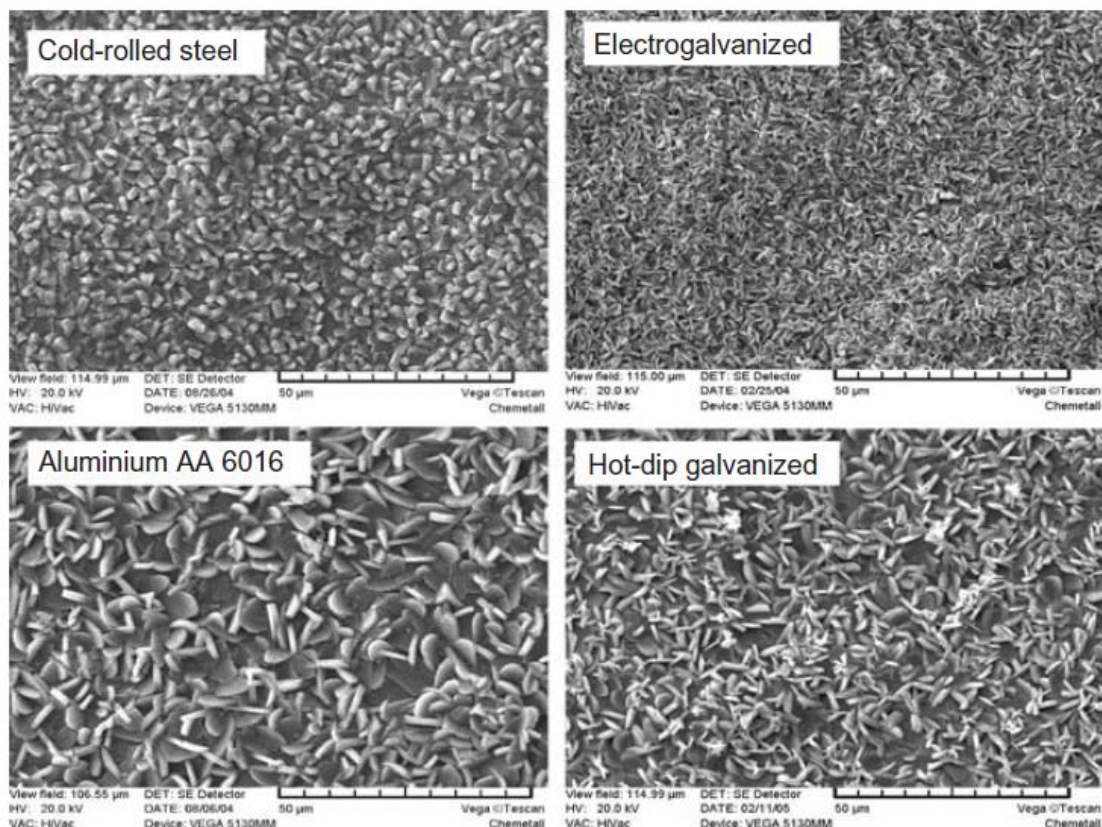 Cold-rolled steel
Electrogalvanized
View field: 114.99 µm DET: SE Detector
HV: 20.0 kV DATE: 08/26/04 50 µm Vega ©Tescan
VAC: HiVac Device: VEGA 5130MM Chemetall
View field: 115.00 µm DET: SE Detector
HV: 20.0 kV DATE: 02/25/04 50 µm Vega ©Tescan
VAC: HiVac Device: VEGA 5130MM Chemetall
Aluminium AA 6016
Hot-dip galvanized
View field: 106.55 µm DET: SE Detector
HV: 20.0 kV DATE: 08/06/04 50 µm Vega ©Tescan
VAC: HiVac Device: VEGA 5130MM Chemetall
View field: 114.99 µm DET: SE Detector
HV: 20.0 kV DATE: 02/11/05 50 µm Vega ©Tescan
VAC: HiVac Device: VEGA 5130MM Chemetall